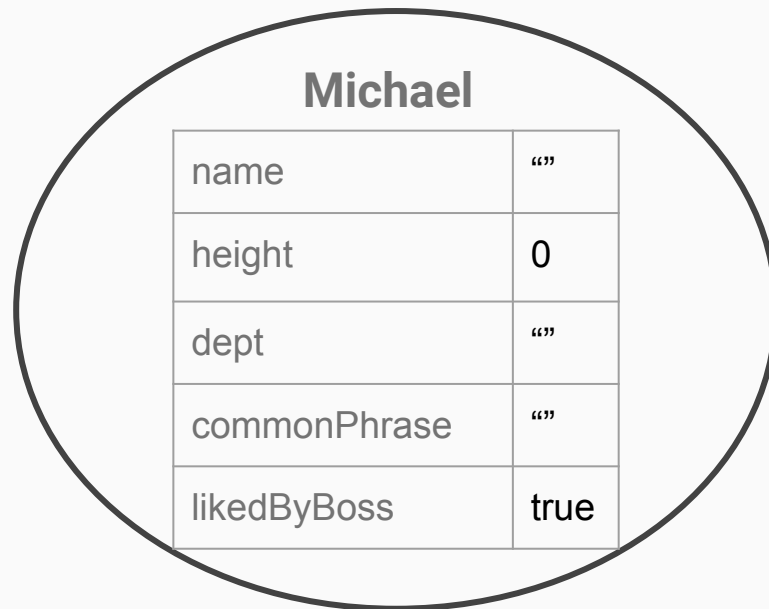 Michael
name “”
height 0
dept “”
commonPhrase “”
likedByBoss true